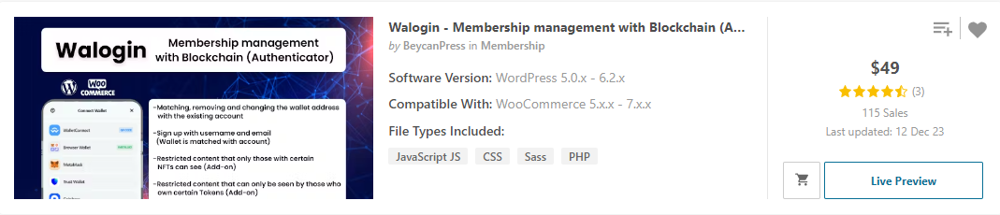 Walogin
Membership management
with Blockchain (Authenticator)
WOO
COMMERCE
Connect Wallet
WalletConnect
Browser Wallet
MetaMask
Trust Wallet
-Matching, removing and changing the wallet address
with the existing account
-Sign up with username and email
(Wallet is matched with account)
-Restricted content that only those with certain
NFTs can see (Add-on)
-Restricted content that can only be seen by those who
own certain Tokens (Add-on)
Walogin - Membership management with Blockchain (A...
by BeycanPress in Membership
Software Version: WordPress 5.0.x - 6.2.x
Compatible With: WooCommerce 5.x.x - 7.x.x
File Types Included:
JavaScript JS CSS Sass PHP
$49
(3)
115 Sales
Last updated: 12 Dec 23
Live Preview